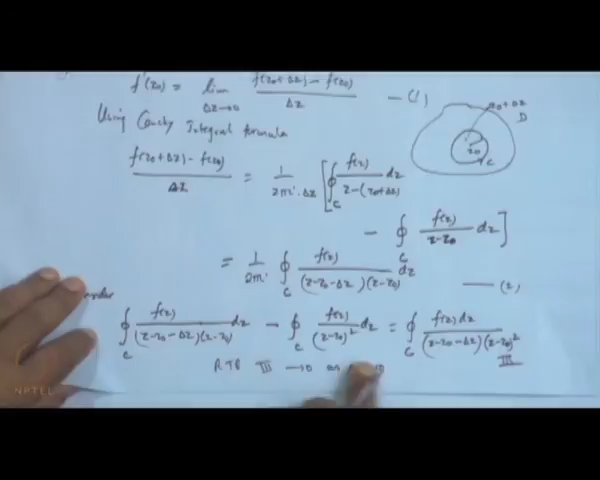 f'(z0) = lim Δz→0 f(z0+Δz) - f(z0) / Δz — (1)
z0+Δz
D
z0
C
Using Cauchy Integral formula
f(z0+Δz) - f(z0) / Δz = 1 / 2πi·Δz [ ∮C f(z) / z-(z0+Δz) dz
- ∮C f(z) / z-z0 dz ]
= 1 / 2πi ∮C f(z) / (z-z0-Δz)(z-z0) dz — (2)
∮C f(z) / (z-z0-Δz)(z-z0) dz - ∮C f(z) / (z-z0)² dz = ∮C f(z) dz / (z-z0-Δz)(z-z0)²
III
RTP III → 0 as
NPTEL